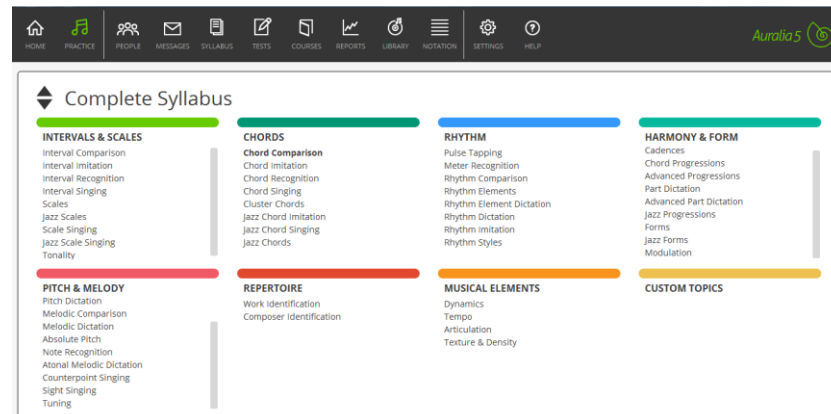 HOME PRACTICE PEOPLE MESSAGES SYLLABUS TESTS COURSES REPORTS LIBRARY NOTATION SETTINGS HELP
Auralia 5
Complete Syllabus
INTERVALS & SCALES
Interval Comparison
Interval Imitation
Interval Recognition
Interval Singing
Scales
Jazz Scales
Scale Singing
Jazz Scale Singing
Tonality
CHORDS
Chord Comparison
Chord Imitation
Chord Recognition
Chord Singing
Cluster Chords
Jazz Chord Imitation
Jazz Chord Singing
Jazz Chords
RHYTHM
Pulse Tapping
Meter Recognition
Rhythm Comparison
Rhythm Elements
Rhythm Element Dictation
Rhythm Dictation
Rhythm Imitation
Rhythm Styles
HARMONY & FORM
Cadences
Chord Progressions
Advanced Progressions
Part Dictation
Advanced Part Dictation
Jazz Progressions
Forms
Jazz Forms
Modulation
PITCH & MELODY
Pitch Dictation
Melodic Comparison
Melodic Dictation
Absolute Pitch
Note Recognition
Atonal Melodic Dictation
Counterpoint Singing
Sight Singing
Tuning
REPERTOIRE
Work Identification
Composer Identification
MUSICAL ELEMENTS
Dynamics
Tempo
Articulation
Texture & Density
CUSTOM TOPICS